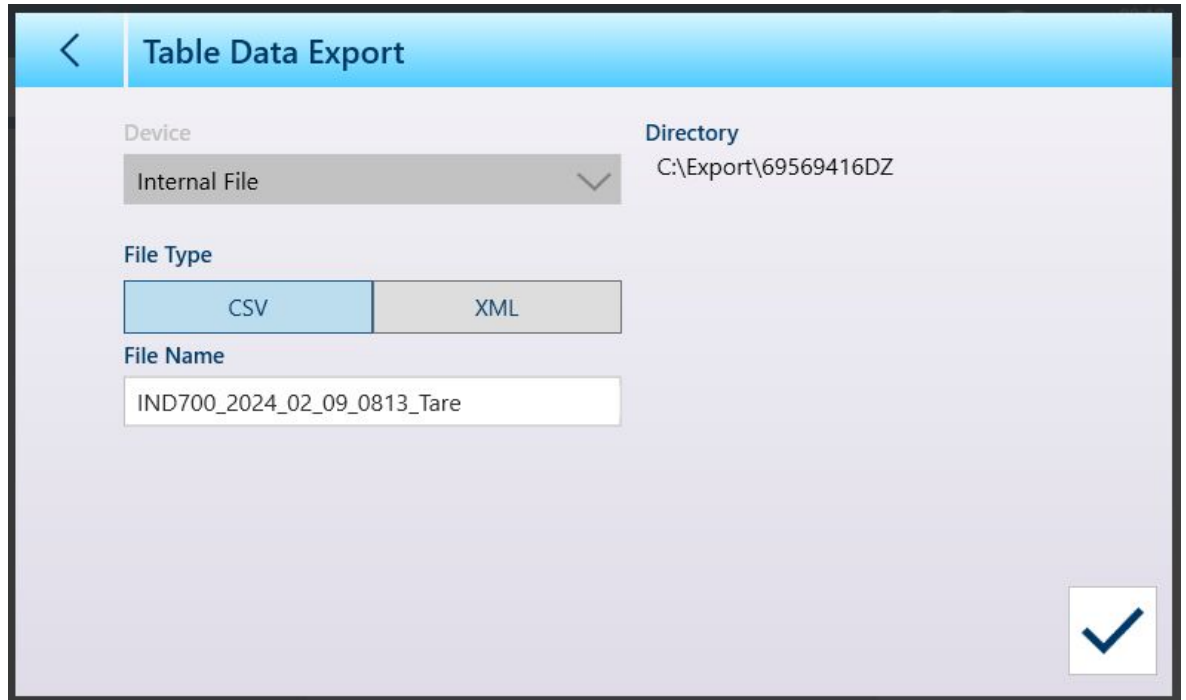 Table Data Export
Device
Internal File
Directory
C:\Export\69569416DZ
File Type
CSV
XML
File Name
IND700_2024_02_09_0813_Tare